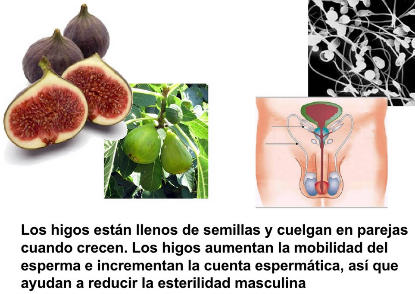 Los higos están llenos de semillas y cuelgan en parejas
cuando crecen. Los higos aumentan la mobilidad del
esperma e incrementan la cuenta espermática, así que
ayudan a reducir la esterilidad masculina